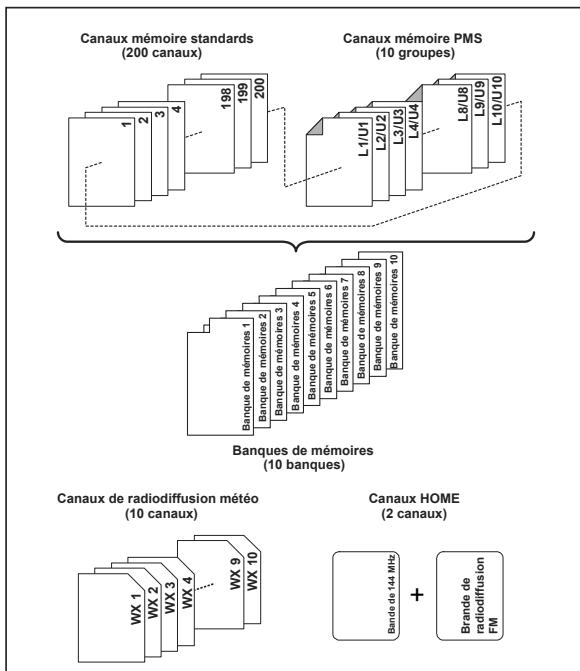 Canaux mémoire standards
(200 canaux)
Canaux mémoire PMS
(10 groupes)
1
2
3
4
198
199
200
L1/U1
L2/U2
L3/U3
L4/U4
L8/U8
L9/U9
L10/U10
Banque de mémoires 1
Banque de mémoires 2
Banque de mémoires 3
Banque de mémoires 4
Banque de mémoires 5
Banque de mémoires 6
Banque de mémoires 7
Banque de mémoires 8
Banque de mémoires 9
Banque de mémoires 10
Banques de mémoires
(10 banques)
Canaux de radiodiffusion météo
(10 canaux)
Canaux HOME
(2 canaux)
WX 1
WX 2
WX 3
WX 4
WX 9
WX 10
Bande de 144 MHz
+
Brande de
radiodiffusion
FM